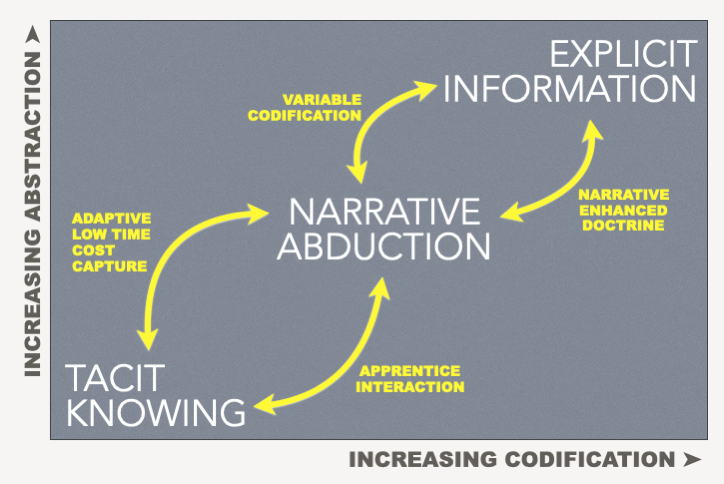 EXPLICIT
INFORMATION
VARIABLE
CODIFICATION
NARRATIVE
ENHANCED
DOCTRINE
NARRATIVE
ABDUCTION
ADAPTIVE
LOW TIME
COST
CAPTURE
TACIT
KNOWING
APPRENTICE
INTERACTION
INCREASING ABSTRACTION
INCREASING CODIFICATION